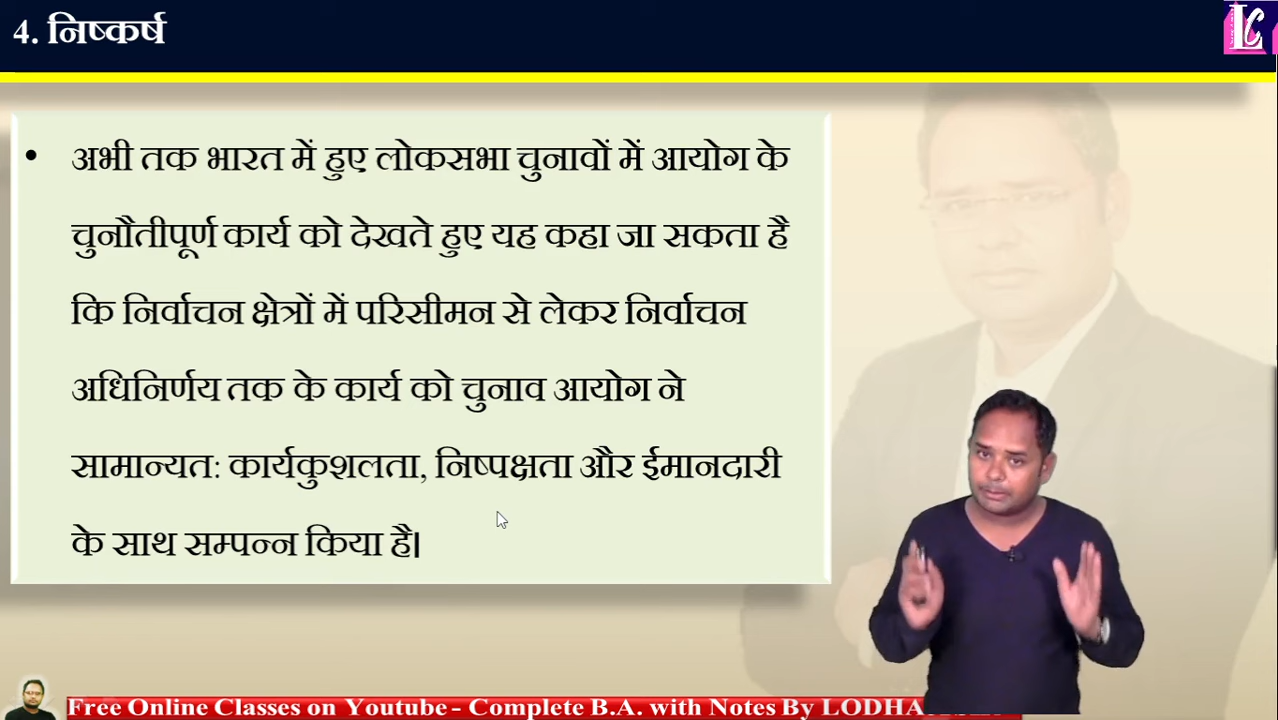 4. निष्कर्ष
LC
• अभी तक भारत में हुए लोकसभा चुनावों में आयोग के
चुनौतीपूर्ण कार्य को देखते हुए यह कहा जा सकता है
कि निर्वाचन क्षेत्रों में परिसीमन से लेकर निर्वाचन
अधिनिर्णय तक के कार्य को चुनाव आयोग ने
सामान्यत: कार्यकुशलता, निष्पक्षता और ईमानदारी
के साथ सम्पन्न किया है।
Free Online Classes on Youtube - Complete B.A. with Notes By